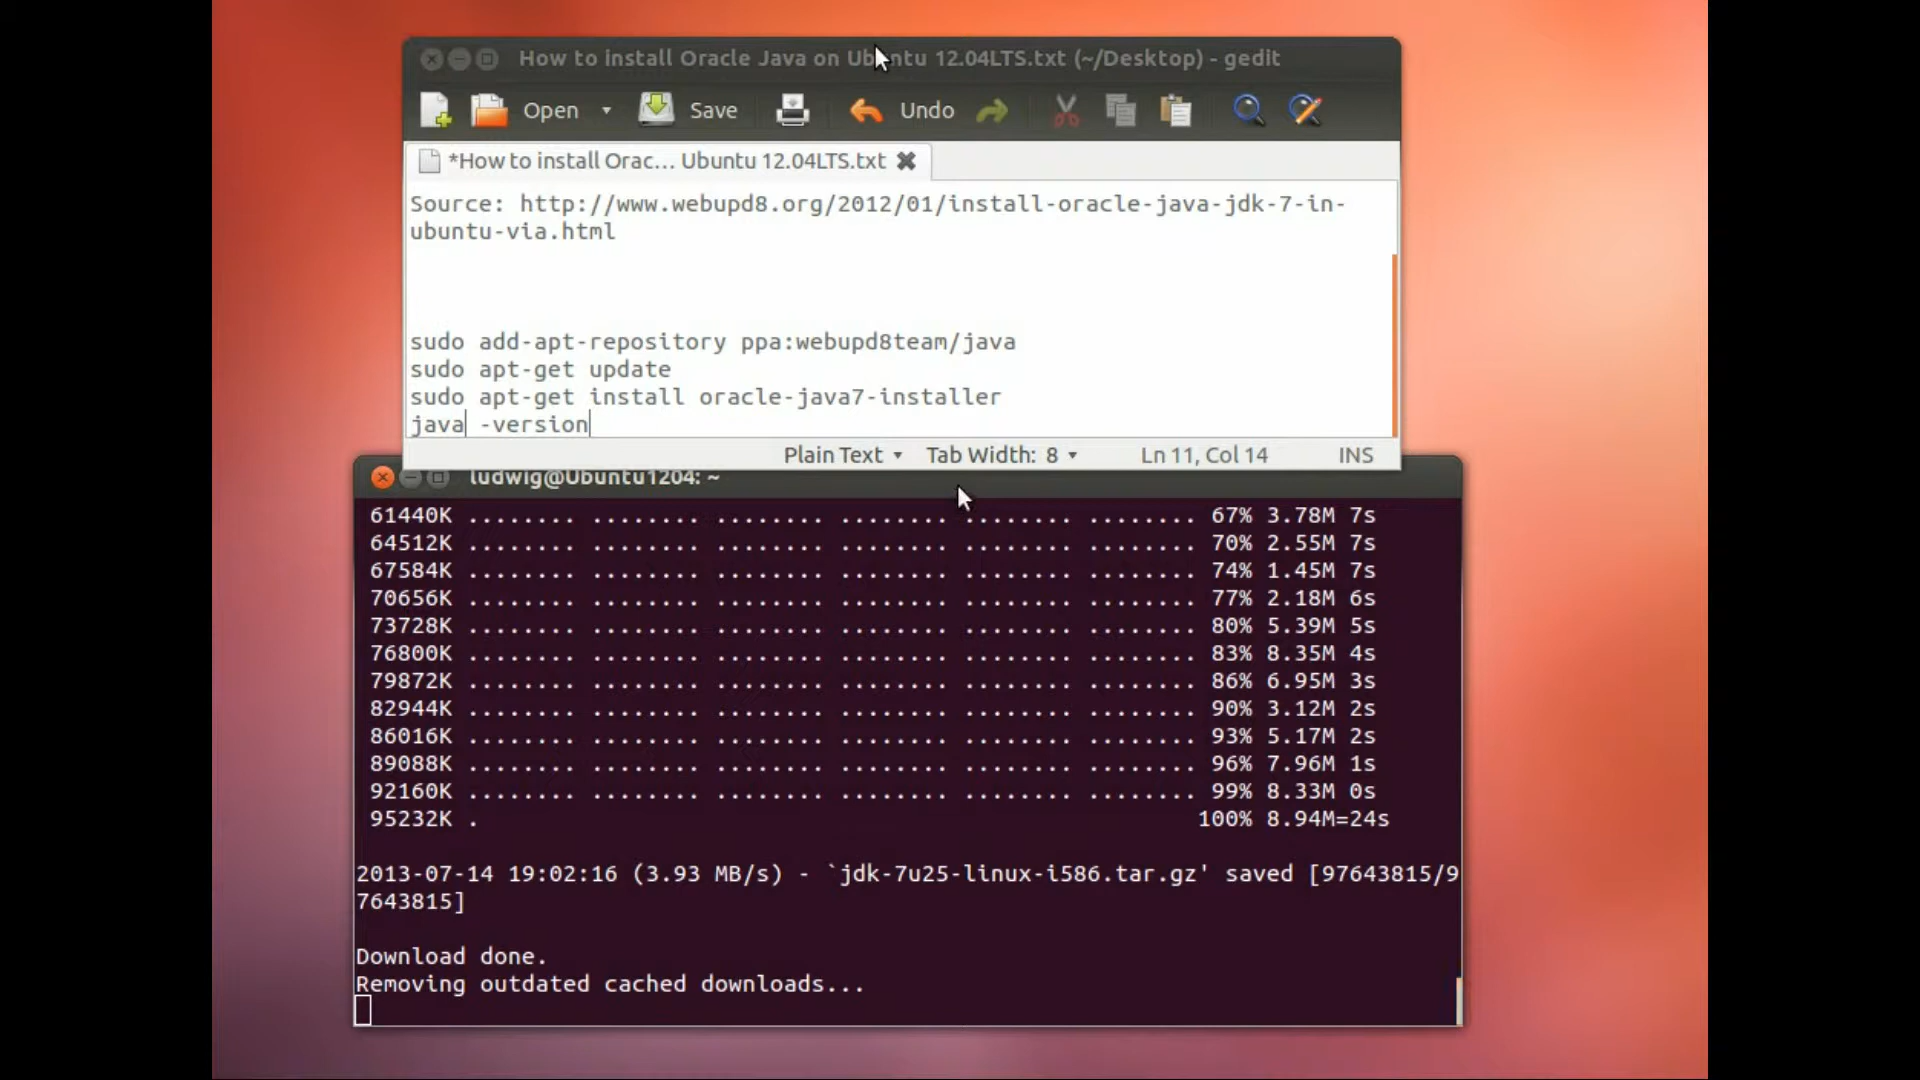 How to install Oracle Java on Ubuntu 12.04LTS.txt (~/Desktop) - gedit
Open Save Undo
*How to install Orac... Ubuntu 12.04LTS.txt
Source: http://www.webupd8.org/2012/01/install-oracle-java-jdk-7-in-
ubuntu-via.html
sudo add-apt-repository ppa:webupd8team/java
sudo apt-get update
sudo apt-get install oracle-java7-installer
java -version
Plain Text Tab Width: 8 Ln 11, Col 14 INS
ludwig@Ubuntu1204: ~
61440K ........ ........ ........ ........ ........ ........ 67% 3.78M 7s
64512K ........ ........ ........ ........ ........ ........ 70% 2.55M 7s
67584K ........ ........ ........ ........ ........ ........ 74% 1.45M 7s
70656K ........ ........ ........ ........ ........ ........ 77% 2.18M 6s
73728K ........ ........ ........ ........ ........ ........ 80% 5.39M 5s
76800K ........ ........ ........ ........ ........ ........ 83% 8.35M 4s
79872K ........ ........ ........ ........ ........ ........ 86% 6.95M 3s
82944K ........ ........ ........ ........ ........ ........ 90% 3.12M 2s
86016K ........ ........ ........ ........ ........ ........ 93% 5.17M 2s
89088K ........ ........ ........ ........ ........ ........ 96% 7.96M 1s
92160K ........ ........ ........ ........ ........ ........ 99% 8.33M 0s
95232K . 100% 8.94M=24s
2013-07-14 19:02:16 (3.93 MB/s) - `jdk-7u25-linux-i586.tar.gz' saved [97643815/9
7643815]
Download done.
Removing outdated cached downloads...